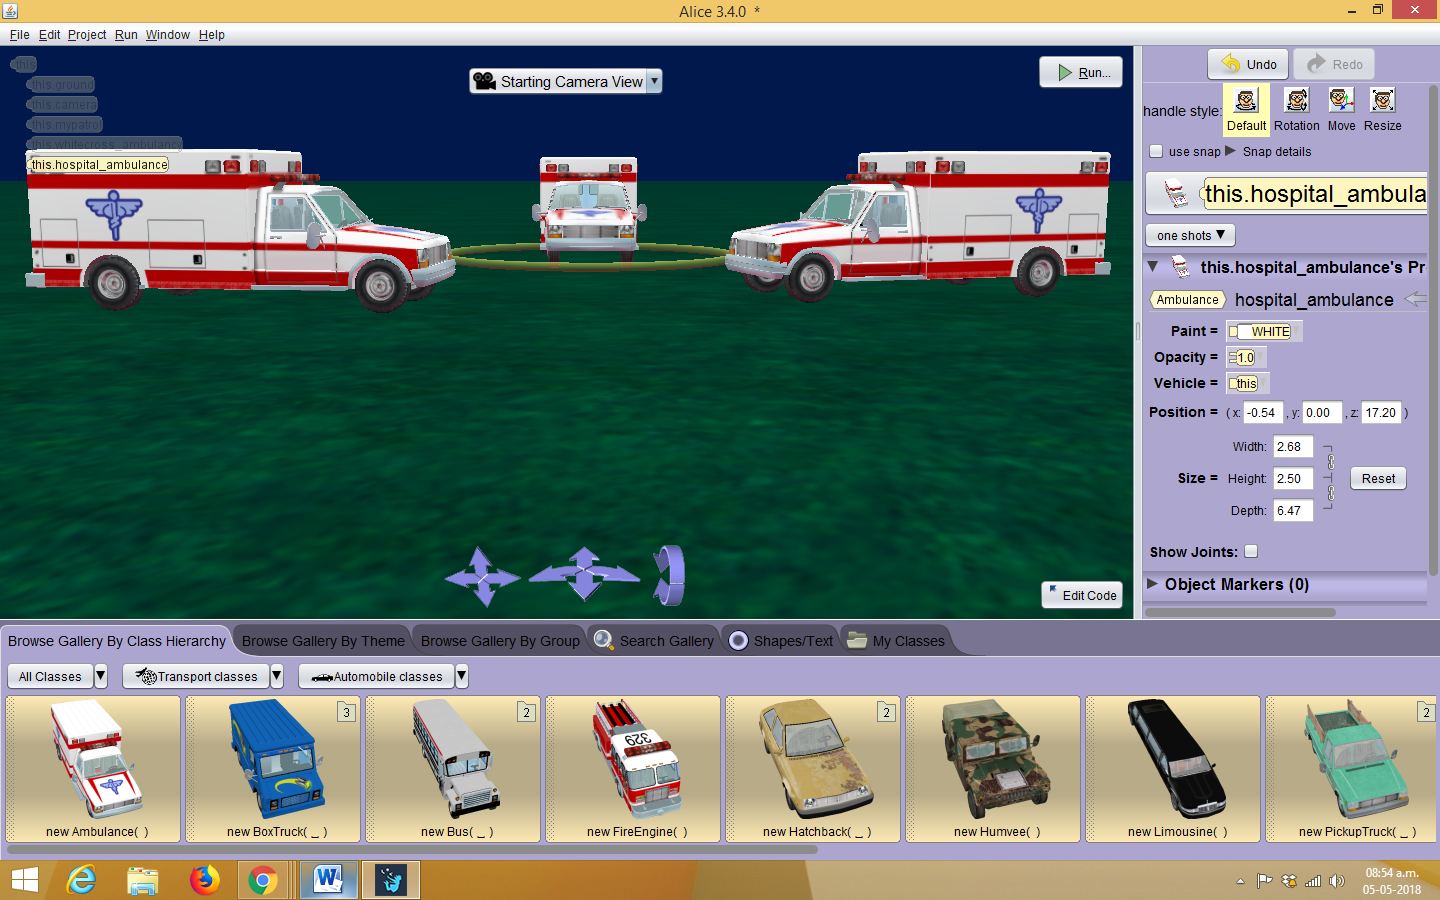 Alice 3.4.0 *
File Edit Project Run Window Help
this
this.ground
this.camera
this.mypatrol
this.whitecross_ambulancy
this.hospital_ambulance
Starting Camera View
Run...
Undo
Redo
handle style:
Default Rotation Move Resize
use snap Snap details
this.hospital_ambula
one shots
this.hospital_ambulance's Pr
Ambulance hospital_ambulance
Paint = WHITE
Opacity = 1.0
Vehicle = this
Position = ( x: -0.54 , y: 0.00 , z: 17.20 )
Width: 2.68
Size = Height: 2.50 Reset
Depth: 6.47
Show Joints:
Object Markers (0)
Edit Code
Browse Gallery By Class Hierarchy Browse Gallery By Theme Browse Gallery By Group Search Gallery Shapes/Text My Classes
All Classes Transport classes Automobile classes
3 2 2 2
329
new Ambulance( ) new BoxTruck( _ ) new Bus( _ ) new FireEngine( ) new Hatchback( _ ) new Humvee( ) new Limousine( ) new PickupTruck( _ )
08:54 a.m.
05-05-2018